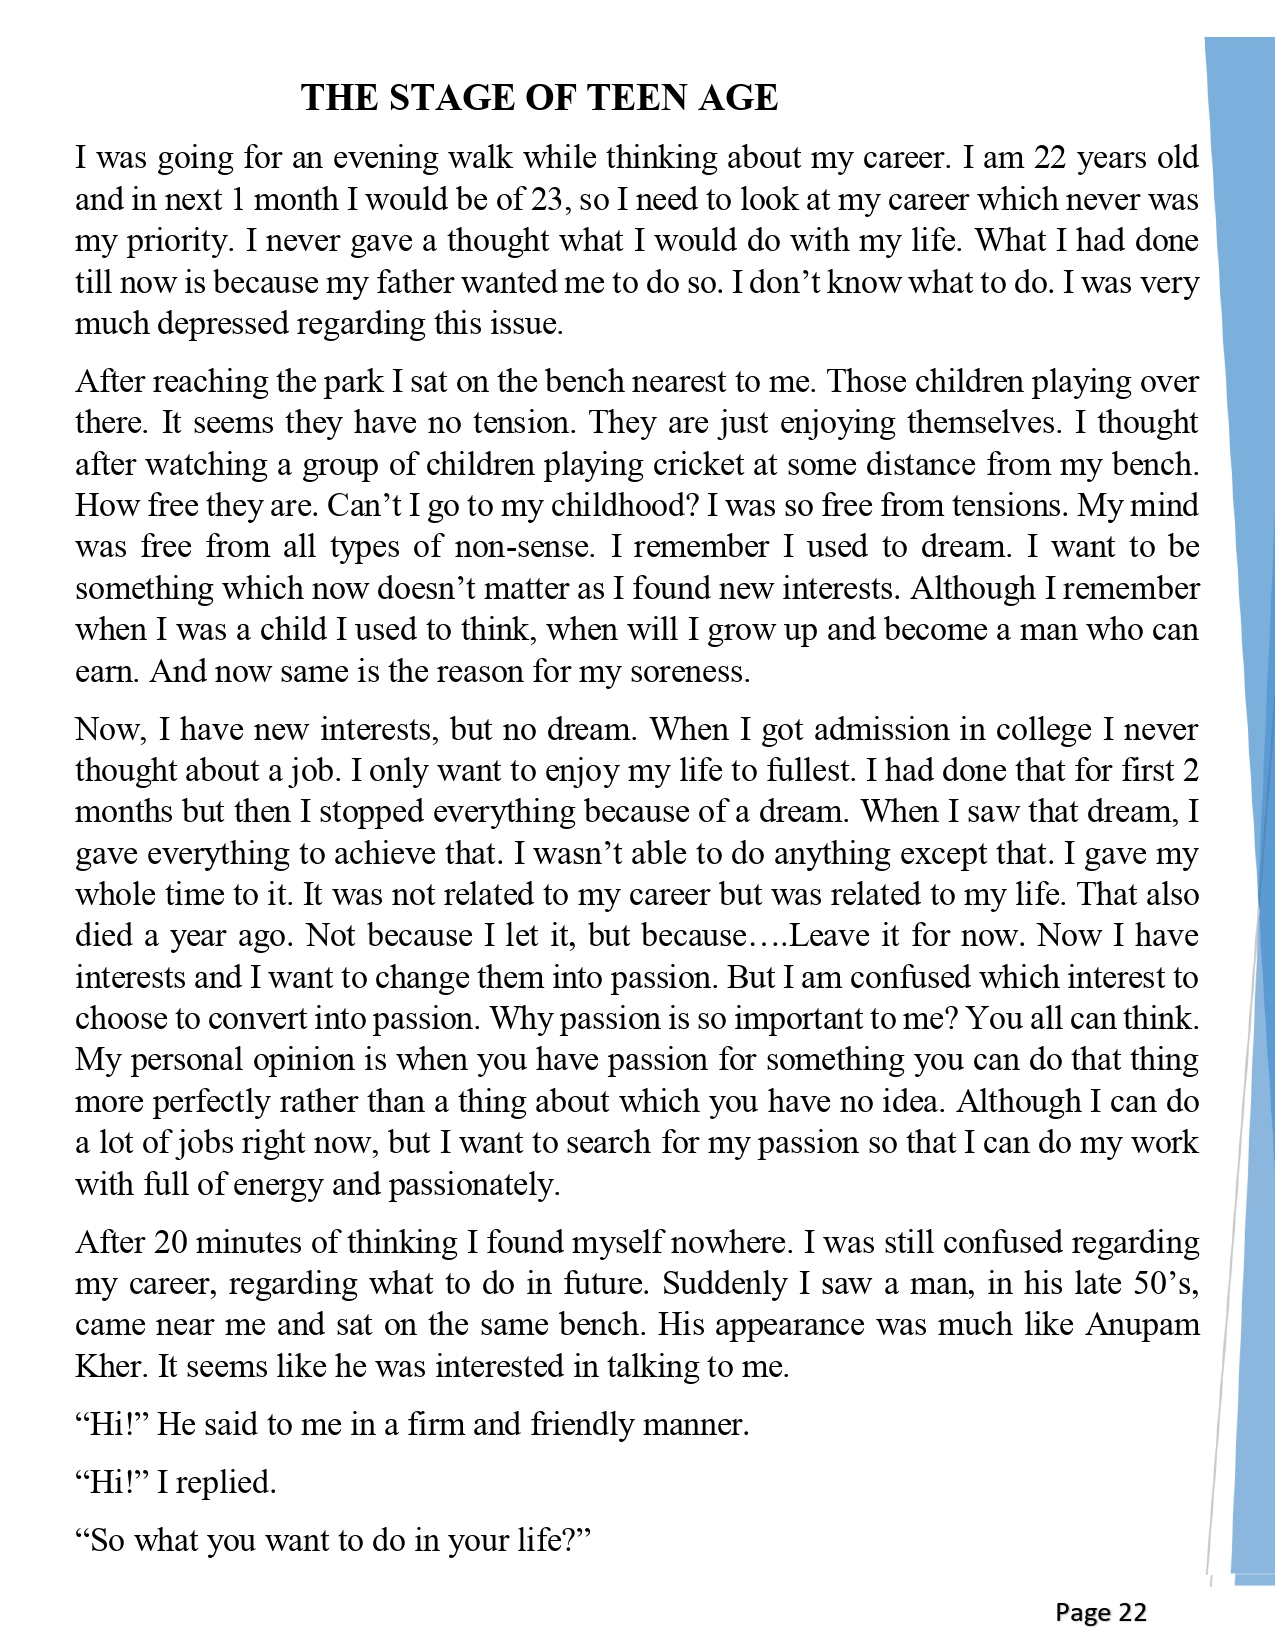 THE STAGE OF TEEN AGE
I was going for an evening walk while thinking about my career. I am 22 years old
and in next 1 month I would be of 23, so I need to look at my career which never was
my priority. I never gave a thought what I would do with my life. What I had done
till now is because my father wanted me to do so. I don’t know what to do. I was very
much depressed regarding this issue.
After reaching the park I sat on the bench nearest to me. Those children playing over
there. It seems they have no tension. They are just enjoying themselves. I thought
after watching a group of children playing cricket at some distance from my bench.
How free they are. Can’t I go to my childhood? I was so free from tensions. My mind
was free from all types of non-sense. I remember I used to dream. I want to be
something which now doesn’t matter as I found new interests. Although I remember
when I was a child I used to think, when will I grow up and become a man who can
earn. And now same is the reason for my soreness.
Now, I have new interests, but no dream. When I got admission in college I never
thought about a job. I only want to enjoy my life to fullest. I had done that for first 2
months but then I stopped everything because of a dream. When I saw that dream, I
gave everything to achieve that. I wasn’t able to do anything except that. I gave my
whole time to it. It was not related to my career but was related to my life. That also
died a year ago. Not because I let it, but because….Leave it for now. Now I have
interests and I want to change them into passion. But I am confused which interest to
choose to convert into passion. Why passion is so important to me? You all can think.
My personal opinion is when you have passion for something you can do that thing
more perfectly rather than a thing about which you have no idea. Although I can do
a lot of jobs right now, but I want to search for my passion so that I can do my work
with full of energy and passionately.
After 20 minutes of thinking I found myself nowhere. I was still confused regarding
my career, regarding what to do in future. Suddenly I saw a man, in his late 50’s,
came near me and sat on the same bench. His appearance was much like Anupam
Kher. It seems like he was interested in talking to me.
“Hi!” He said to me in a firm and friendly manner.
“Hi!” I replied.
“So what you want to do in your life?”
Page 22